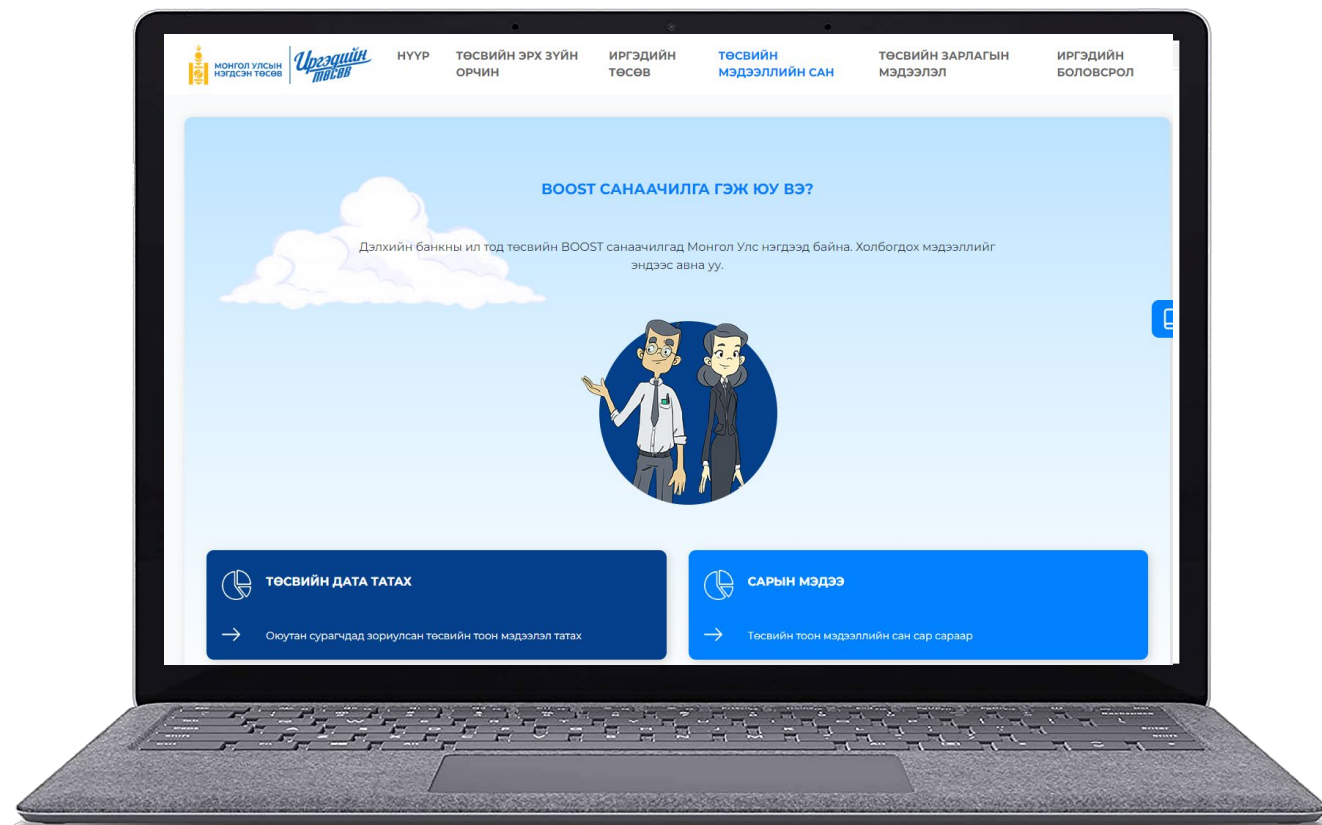 МОНГОЛ УЛСЫН
НЭГДСЭН ТӨСӨВ
Иргэдийн
төсөв
НҮҮР
ТӨСВИЙН ЭРХ ЗҮЙН
ОРЧИН
ИРГЭДИЙН
ТӨСӨВ
ТӨСВИЙН
МЭДЭЭЛЛИЙН САН
ТӨСВИЙН ЗАРЛАГЫН
МЭДЭЭЛЭЛ
ИРГЭДИЙН
БОЛОВСРОЛ
BOOST САНААЧИЛГА ГЭЖ ЮУ ВЭ?
Дэлхийн банкны ил тод төсвийн BOOST санаачилгад Монгол Улс нэгдээд байна. Холбогдох мэдээллийг
эндээс авна уу.
ТӨСВИЙН ДАТА ТАТАХ
Оюутан сурагчдад зориулсан төсвийн тоон мэдээлэл татах
САРЫН МЭДЭЭ
Төсвийн тоон мэдээллийн сан сар сараар